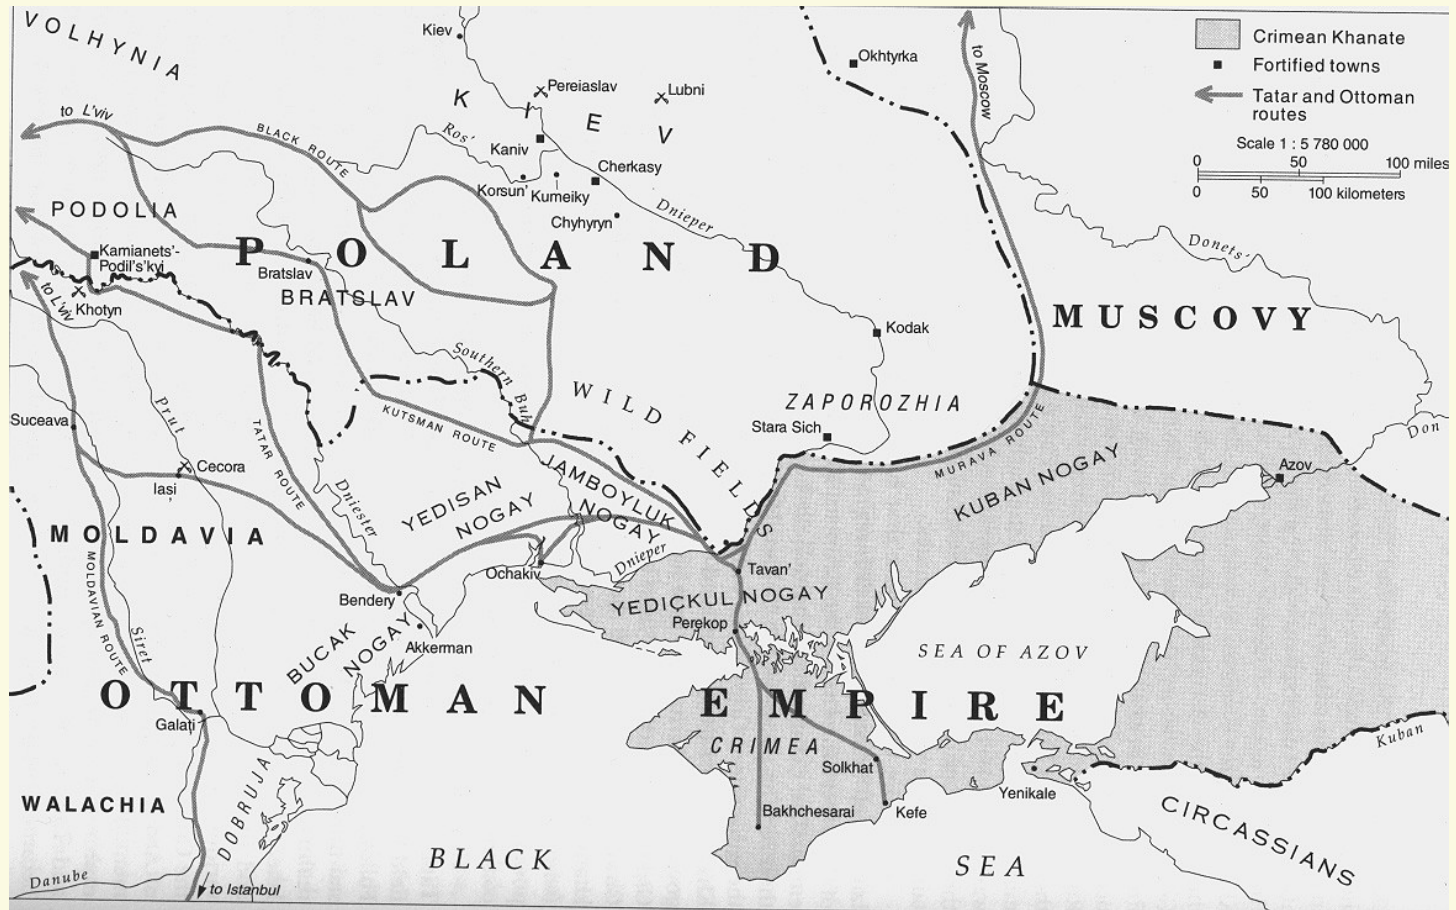 VOLHYNIA
Kiev
Okhtyrka
to Moscow
Crimean Khanate
Fortified towns
Tatar and Ottoman
routes
Scale 1 : 5 780 000
0 50 100 miles
0 50 100 kilometers
Pereiaslav
Lubni
KIEV
to L'viv
BLACK ROUTE
Ros'
Kaniv
Cherkasy
Korsun'
Kumeiky
Chyhyryn
Dnieper
PODOLIA
Kamianets'-
Podil's'kyi
POLAND
Donets'
Bratslav
BRATSLAV
to L'viv
Khotyn
MUSCOVY
Kodak
Southern Buh
WILD FIELDS
ZAPOROZHIA
Stara Sich
Suceava
Prut
KUTSMAN ROUTE
TATAR ROUTE
MURAVA ROUTE
Don
Cecora
Iaşi
Dniester
YEDISAN
NOGAY
JAMBOYLUK
NOGAY
KUBAN NOGAY
Azov
MOLDAVIA
MOLDAVIAN ROUTE
Ochakiv
Dnieper
Tavan'
Bendery
YEDIÇKUL NOGAY
Perekop
BUCAK
NOGAY
Akkerman
Siret
SEA OF AZOV
OTTOMAN EMPIRE
Galaţi
CRIMEA
Solkhat
Kuban
WALACHIA
DOBRUJA
Bakhchesarai
Kefe
Yenikale
CIRCASSIANS
BLACK SEA
Danube
to Istanbul